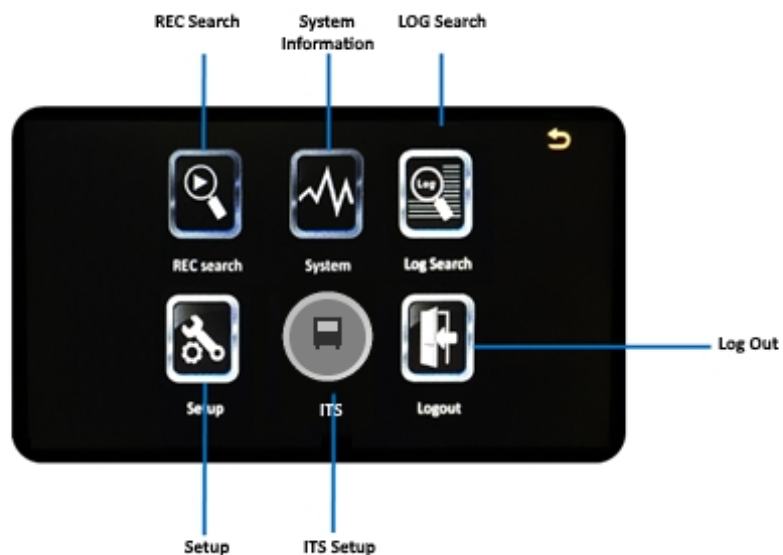 REC Search
System
Information
LOG Search
Log
REC search
System
Log Search
Setup
ITS
Logout
Log Out
Setup
ITS Setup